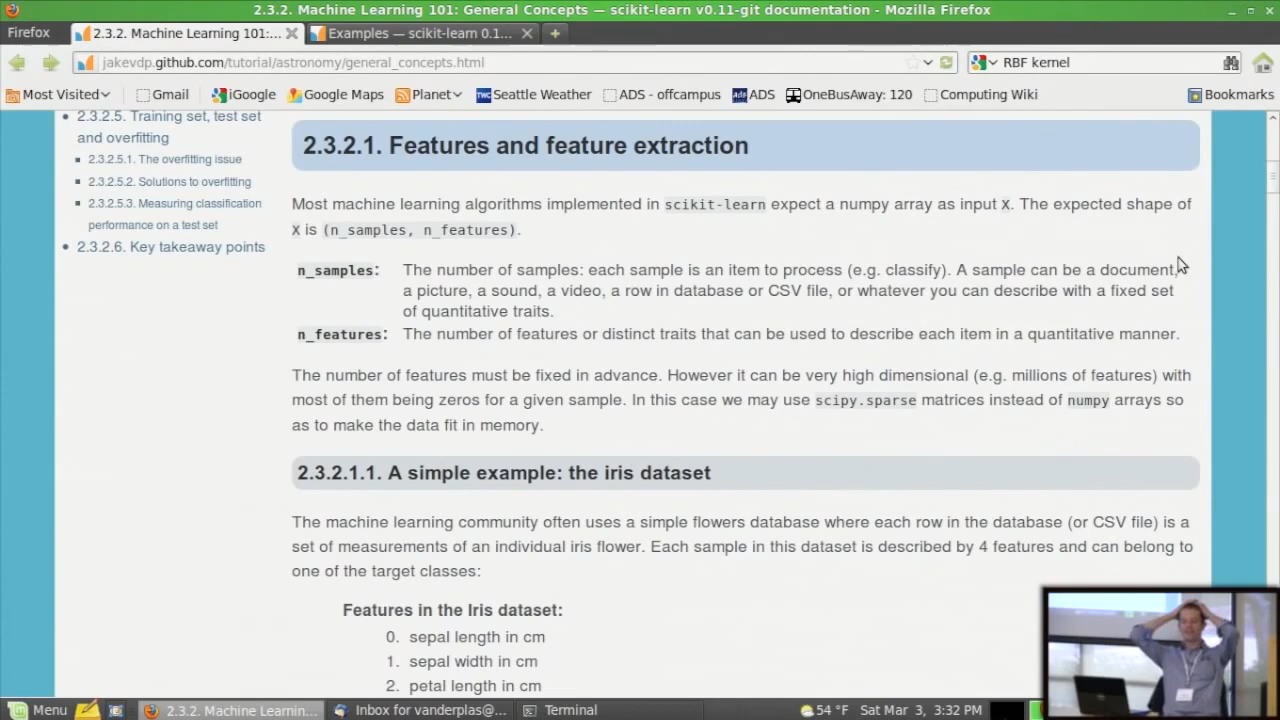 2.3.2. Machine Learning 101: General Concepts — scikit-learn v0.11-git documentation - Mozilla Firefox
Firefox
2.3.2. Machine Learning 101:...
Examples — scikit-learn 0.1...
jakevdp.github.com/tutorial/astronomy/general_concepts.html
RBF kernel
Most Visited
Gmail
iGoogle
Google Maps
Planet
Seattle Weather
ADS - offcampus
ADS
OneBusAway: 120
Computing Wiki
Bookmarks
2.3.2.5. Training set, test set
and overfitting
2.3.2.5.1. The overfitting issue
2.3.2.5.2. Solutions to overfitting
2.3.2.5.3. Measuring classification
performance on a test set
2.3.2.6. Key takeaway points
2.3.2.1. Features and feature extraction
Most machine learning algorithms implemented in scikit-learn expect a numpy array as input X. The expected shape of
X is (n_samples, n_features).
n_samples: The number of samples: each sample is an item to process (e.g. classify). A sample can be a document,
a picture, a sound, a video, a row in database or CSV file, or whatever you can describe with a fixed set
of quantitative traits.
n_features: The number of features or distinct traits that can be used to describe each item in a quantitative manner.
The number of features must be fixed in advance. However it can be very high dimensional (e.g. millions of features) with
most of them being zeros for a given sample. In this case we may use scipy.sparse matrices instead of numpy arrays so
as to make the data fit in memory.
2.3.2.1.1. A simple example: the iris dataset
The machine learning community often uses a simple flowers database where each row in the database (or CSV file) is a
set of measurements of an individual iris flower. Each sample in this dataset is described by 4 features and can belong to
one of the target classes:
Features in the Iris dataset:
0. sepal length in cm
1. sepal width in cm
2. petal length in cm
Menu
2.3.2. Machine Learnin...
Inbox for vanderplas@...
Terminal
54 °F
Sat Mar 3, 3:32 PM